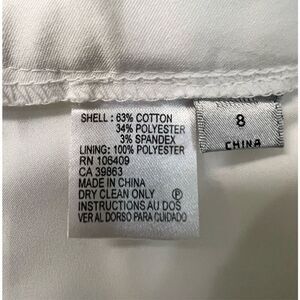 SHELL : 63% COTTON
34% POLYESTER
3% SPANDEX
LINING: 100% POLYESTER
RN 106409
CA 39863
MADE IN CHINA
DRY CLEAN ONLY Ⓟ
INSTRUCTIONS AU DOS
VER AL DORSO PARA CUIDADO
8
CHINA